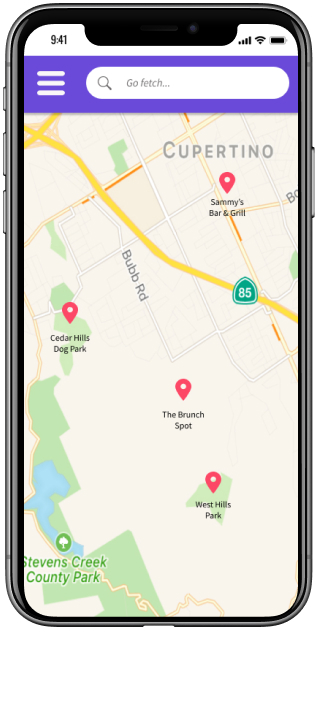 9:41
Go fetch...
CUPERTINO
Sammy's
Bar & Grill
Bo
Bubb Rd
85
Cedar Hills
Dog Park
The Brunch
Spot
West Hills
Park
Stevens Creek
County Park